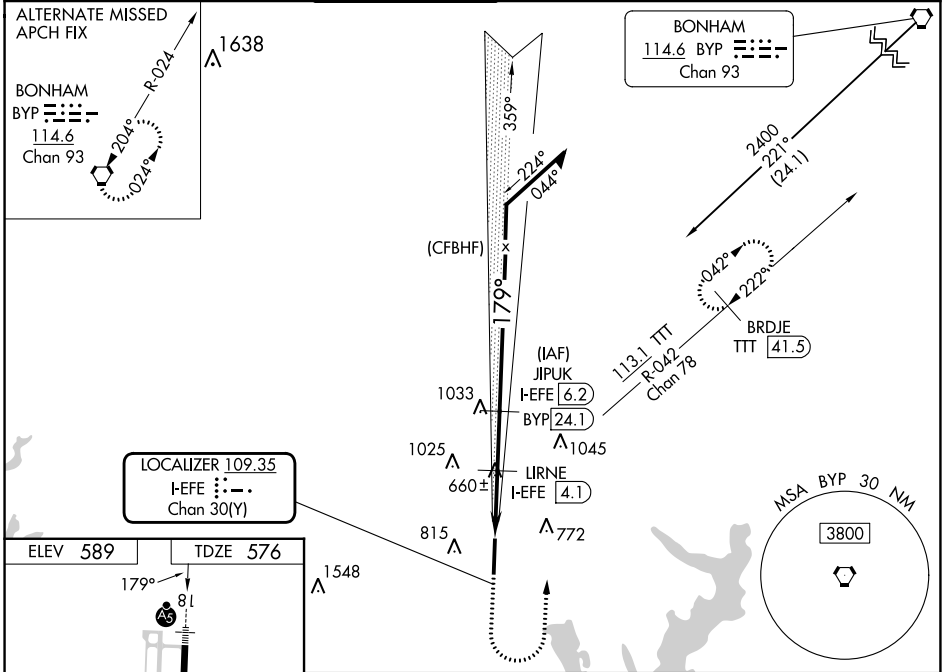 ALTERNATE MISSED
APCH FIX
BONHAM
BYP
114.6
Chan 93
R-024
204°
024°
1638
BONHAM
114.6 BYP
Chan 93
2400
221°
(24.1)
359°
224°
044°
(CFBHF)
x
179°
042°
222°
BRDJE
TTT 41.5
113.1 TTT
R-042
Chan 78
(IAF)
JIPUK
I-EFE 6.2
BYP 24.1
1033
1045
1025
660±
LIRNE
I-EFE 4.1
LOCALIZER 109.35
I-EFE
Chan 30(Y)
815
772
MSA BYP 30 NM
3800
ELEV 589
TDZE 576
179°
18
A5
1548